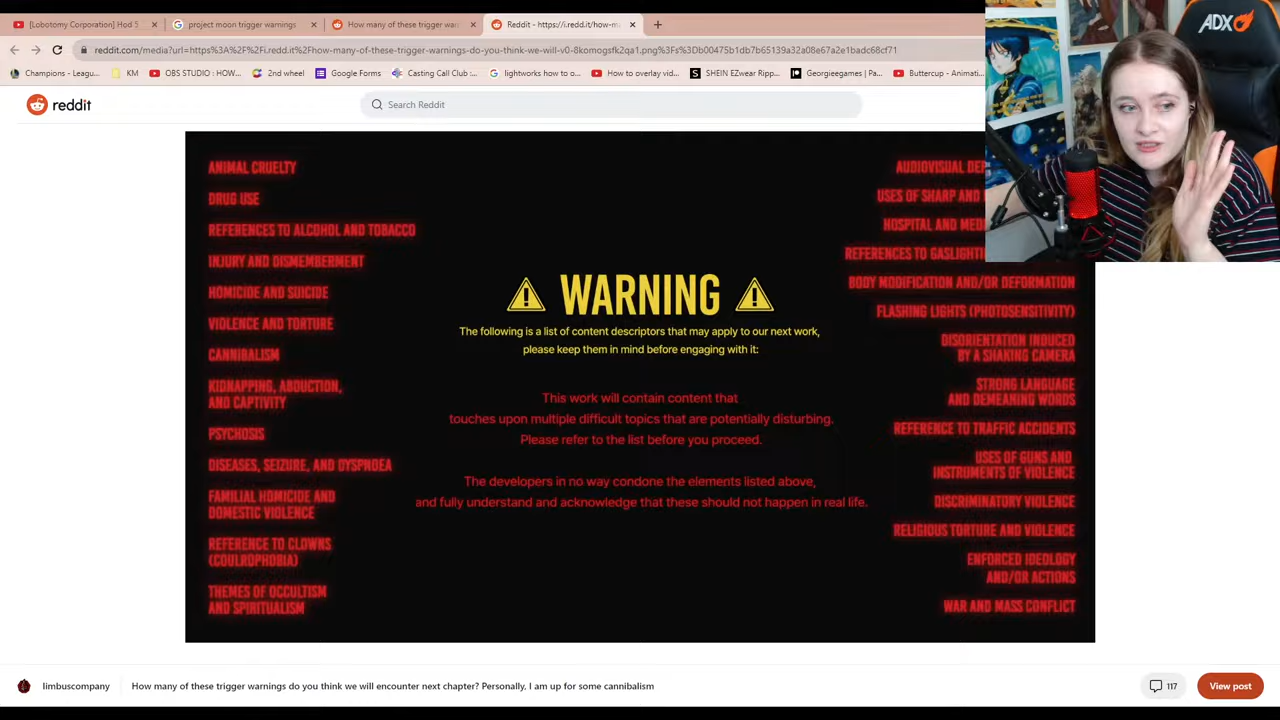 [Lobotomy Corporation] Hod 5
project moon trigger warnings
How many of these trigger war...
Reddit - https://i.redd.it/how-m
reddit.com/media?url=https%3A%2F%2Fi.redd.it%2Fhow-many-of-these-trigger-warnings-do-you-think-we-will-v0-8komogsfk2qa1.png%3Fs%3Db00475b1db7b65139a32a08e67a2e1badc68cf71
Champions - Leagu...
KM
OBS STUDIO : HOW...
2nd wheel
Google Forms
Casting Call Club :...
lightworks how to o...
How to overlay vid...
SHEIN EZwear Ripp...
Georgieegames | Pa...
Buttercup - Animati...
ADX
reddit
Search Reddit
ANIMAL CRUELTY
DRUG USE
REFERENCES TO ALCOHOL AND TOBACCO
INJURY AND DISMEMBERMENT
HOMICIDE AND SUICIDE
VIOLENCE AND TORTURE
CANNIBALISM
KIDNAPPING, ABDUCTION,
AND CAPTIVITY
PSYCHOSIS
DISEASES, SEIZURE, AND DYSPNOEA
FAMILIAL HOMICIDE AND
DOMESTIC VIOLENCE
REFERENCE TO CLOWNS
(COULROPHOBIA)
THEMES OF OCCULTISM
AND SPIRITUALISM
WARNING
The following is a list of content descriptors that may apply to our next work,
please keep them in mind before engaging with it:
This work will contain content that
touches upon multiple difficult topics that are potentially disturbing.
Please refer to the list before you proceed.
The developers in no way condone the elements listed above,
and fully understand and acknowledge that these should not happen in real life.
AUDIOVISUAL
USES OF SHARP AND
HOSPITAL AND
REFERENCES TO
BODY MODIFICATION AND/OR DEFORMATION
FLASHING LIGHTS (PHOTOSENSITIVITY)
DISORIENTATION INDUCED
BY A SHAKING CAMERA
STRONG LANGUAGE
AND DEMEANING WORDS
REFERENCE TO TRAFFIC ACCIDENTS
USES OF GUNS AND
INSTRUMENTS OF VIOLENCE
DISCRIMINATORY VIOLENCE
RELIGIOUS TORTURE AND VIOLENCE
ENFORCED IDEOLOGY
AND/OR ACTIONS
WAR AND MASS CONFLICT
limbuscompany
How many of these trigger warnings do you think we will encounter next chapter? Personally, I am up for some cannibalism
117
View post